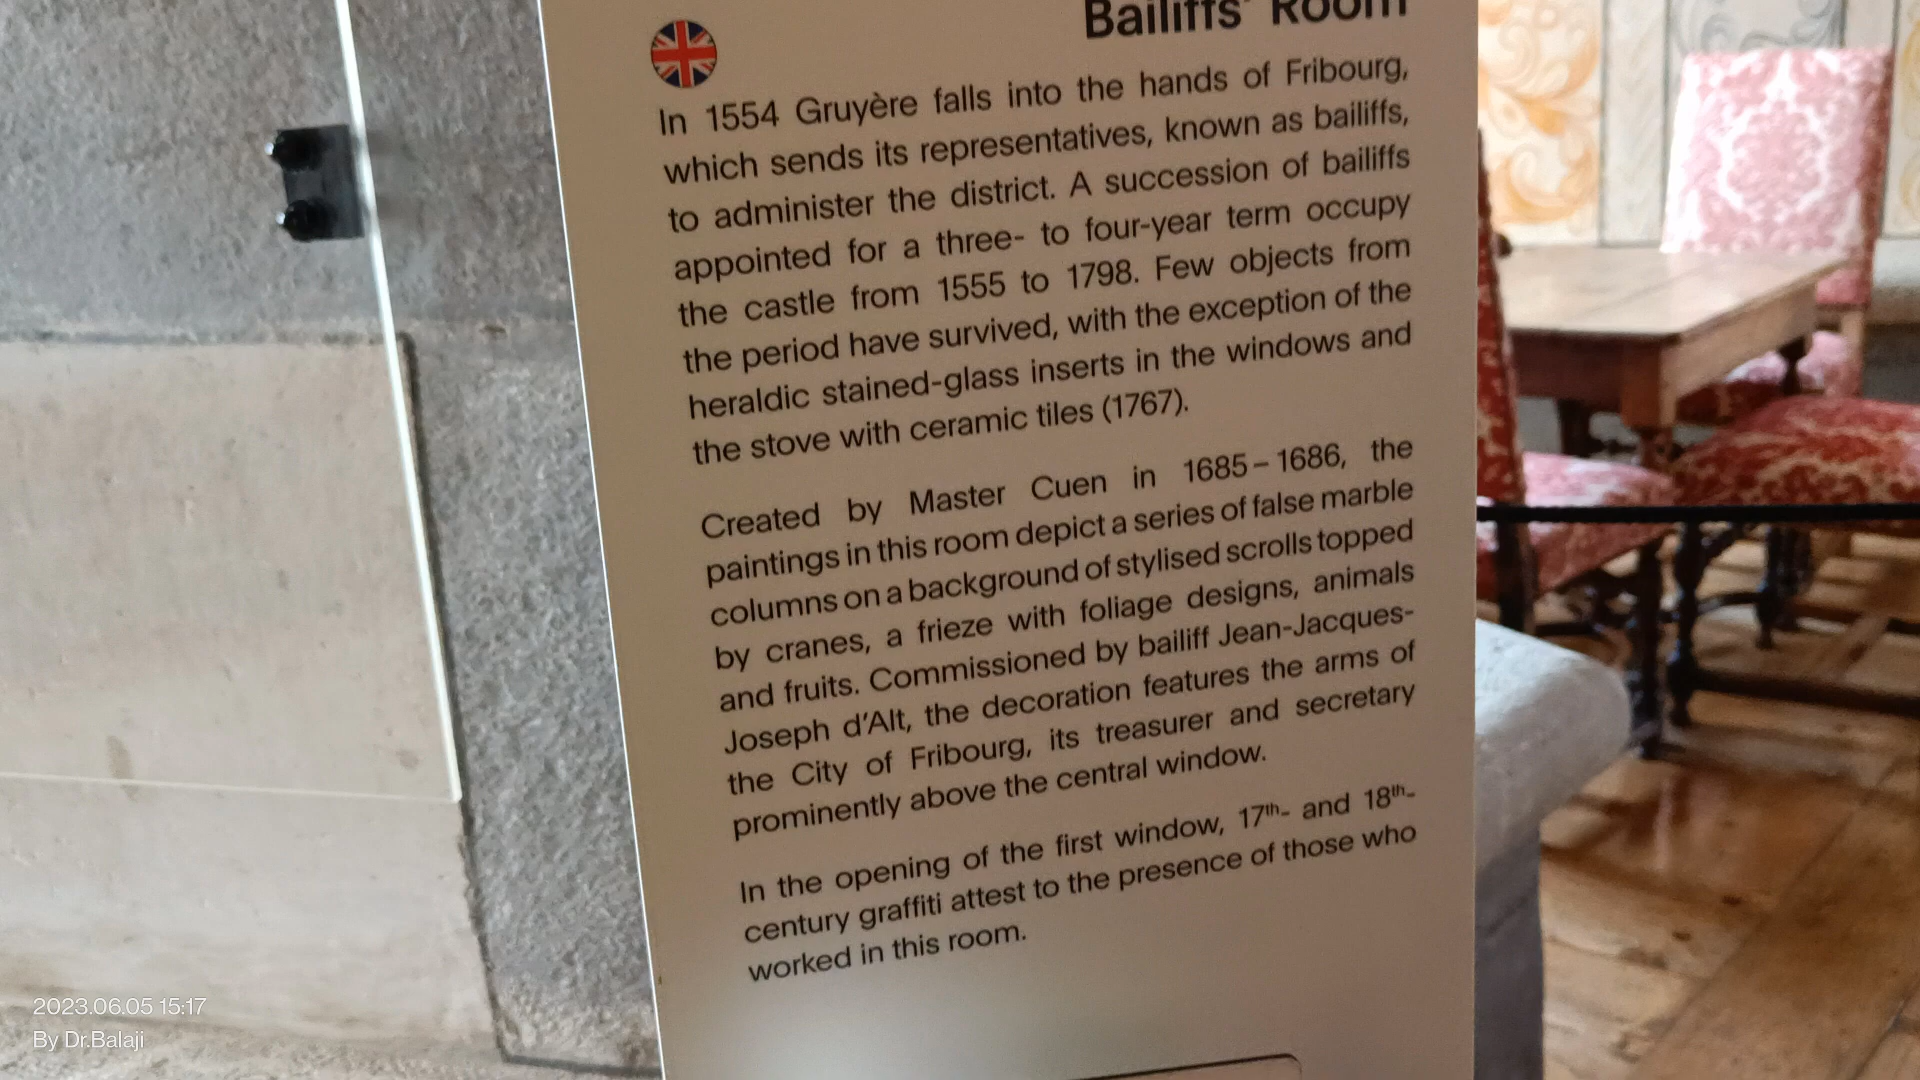 Bailiffs' Room
In 1554 Gruyère falls into the hands of Fribourg,
which sends its representatives, known as bailiffs,
to administer the district. A succession of bailiffs
appointed for a three- to four-year term occupy
the castle from 1555 to 1798. Few objects from
the period have survived, with the exception of the
heraldic stained-glass inserts in the windows and
the stove with ceramic tiles (1767).
Created by Master Cuen in 1685 – 1686, the
paintings in this room depict a series of false marble
columns on a background of stylised scrolls topped
by cranes, a frieze with foliage designs, animals
and fruits. Commissioned by bailiff Jean-Jacques-
Joseph d'Alt, the decoration features the arms of
the City of Fribourg, its treasurer and secretary
prominently above the central window.
In the opening of the first window, 17th- and 18th-
century graffiti attest to the presence of those who
worked in this room.
2023.06.05 15:17
By Dr.Balaji